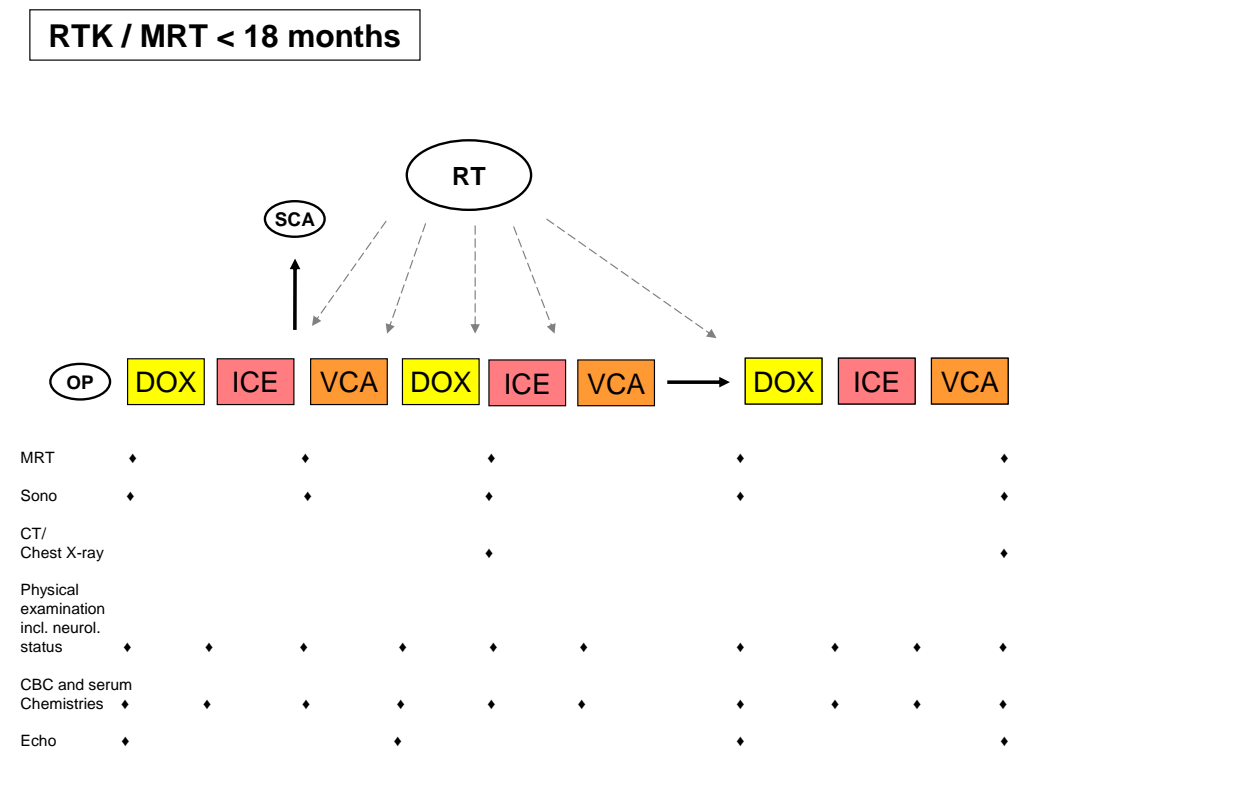 RTK / MRT < 18 months
RT
SCA
OP
DOX
ICE
VCA
DOX
ICE
VCA
DOX
ICE
VCA
MRT
Sono
CT/
Chest X-ray
Physical
examination
incl. neurol.
status
CBC and serum
Chemistries
Echo